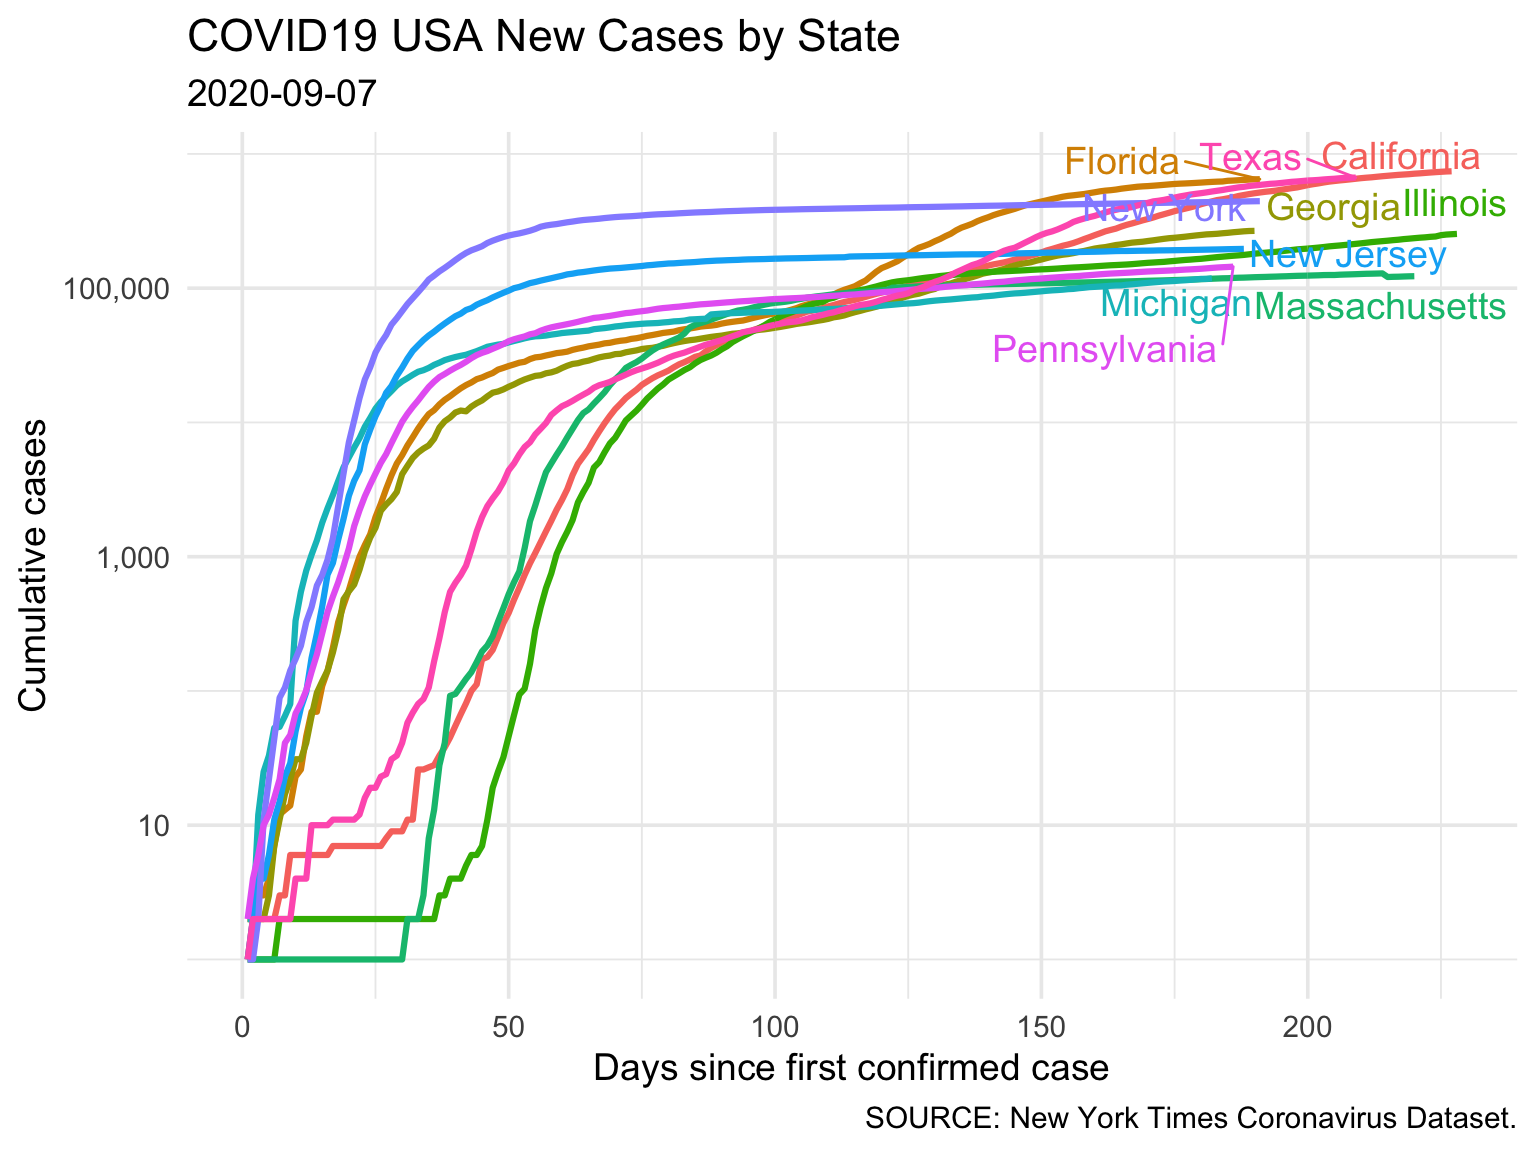 COVID19 USA New Cases by State
2020-09-07
Florida
Texas
California
New York
Georgia
Illinois
New Jersey
Michigan
Massachusetts
Pennsylvania
100,000
1,000
10
Cumulative cases
0 50 100 150 200
Days since first confirmed case
SOURCE: New York Times Coronavirus Dataset.